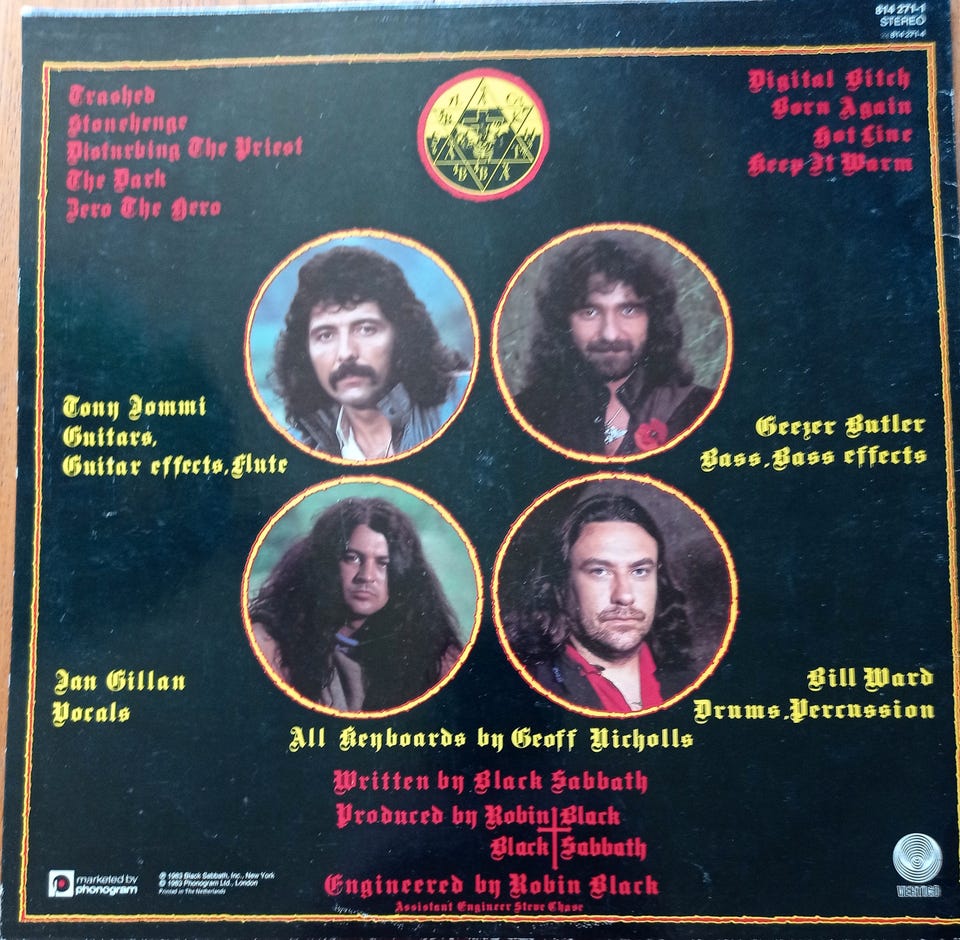 814 271-1
STEREO
814 271-4
Trashed
Stonehenge
Disturbing The Priest
The Dark
Zero The Hero
Digital Bitch
Born Again
Hot Line
Keep It Warm
Tony Iommi
Guitars,
Guitar effects, Flute
Geezer Butler
Bass, Bass effects
Ian Gillan
Vocals
Bill Ward
Drums, Percussion
All Keyboards by Geoff Nicholls
Written by Black Sabbath
Produced by Robin Black
Black Sabbath
Engineered by Robin Black
Assistant Engineer Steve Chase
marketed by
phonogram
℗ 1983 Black Sabbath, Inc., New York
© 1983 Phonogram Ltd., London
Printed in The Netherlands
VERTIGO